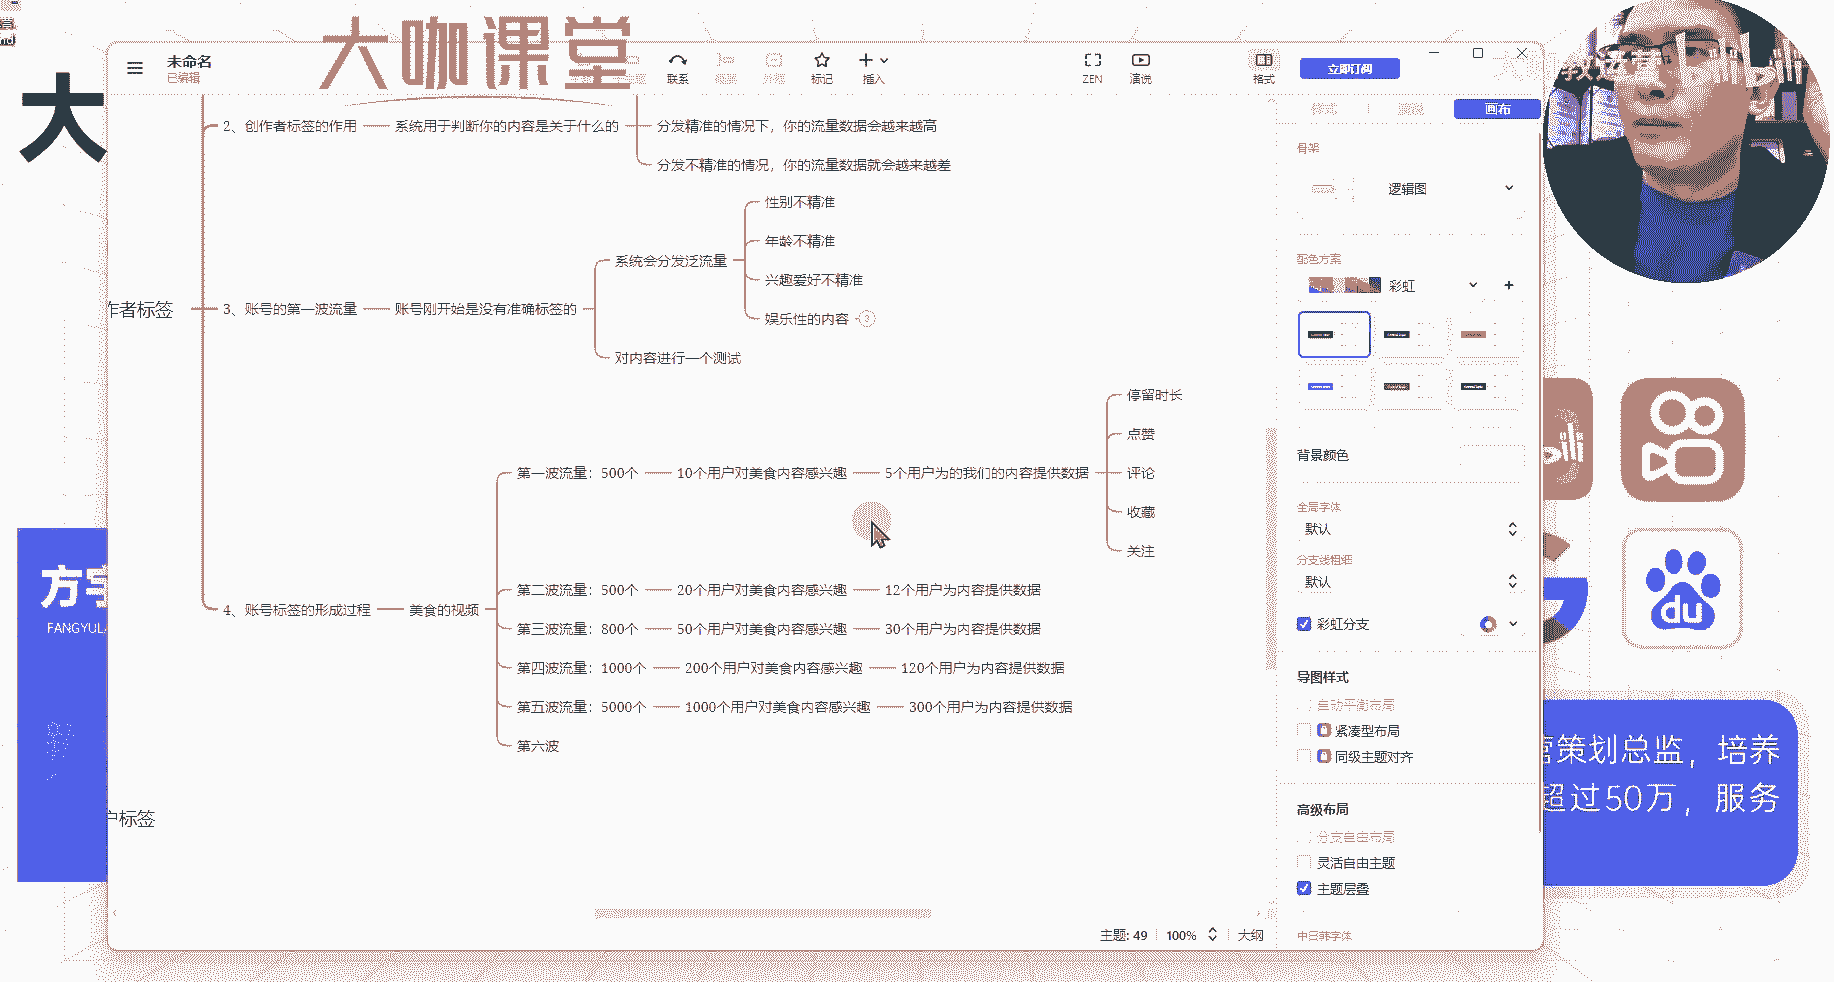 大咖课堂
大
未命名
已编辑
联系
标记
插入
ZEN
演说
格式
立即订阅
画布
2、创作者标签的作用
系统用于判断你的内容是关于什么的
分发精准的情况下，你的流量数据会越来越高
分发不精准的情况，你的流量数据就会越来越差
作者标签
3、账号的第一波流量
账号刚开始是没有准确标签的
系统会分发泛流量
性别不精准
年龄不精准
兴趣爱好不精准
娱乐性的内容
对内容进行一个测试
4、账号标签的形成过程
美食的视频
第一波流量：500个
10个用户对美食内容感兴趣
5个用户为的我们的内容提供数据
停留时长
点赞
评论
收藏
关注
第二波流量：500个
20个用户对美食内容感兴趣
12个用户为内容提供数据
第三波流量：800个
50个用户对美食内容感兴趣
30个用户为内容提供数据
第四波流量：1000个
200个用户对美食内容感兴趣
120个用户为内容提供数据
第五波流量：5000个
1000个用户对美食内容感兴趣
300个用户为内容提供数据
第六波
户标签
骨架
逻辑图
配色方案
彩虹
背景颜色
全局字体
默认
分支线粗细
默认
彩虹分支
导图样式
自动平衡布局
紧凑型布局
同级主题对齐
高级布局
分支自由布局
灵活自由主题
主题层叠
中日韩字体
主题: 49
100%
大纲
方宇
FANGYUL
du
营策划总监，培养
超过50万，服务